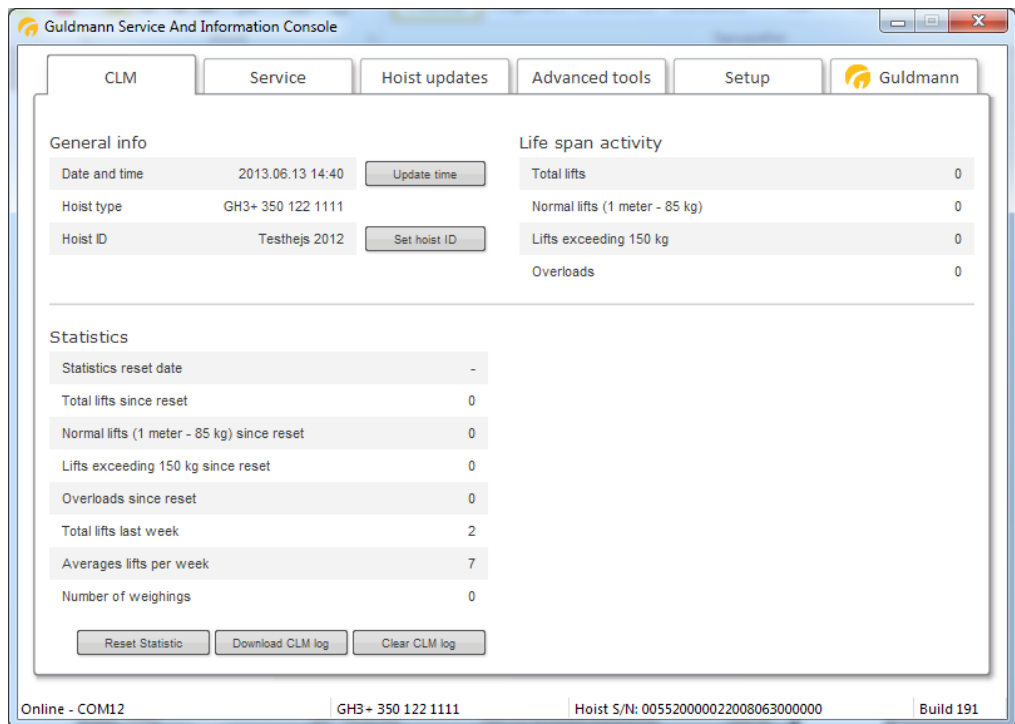 Guldmann Service And Information Console
CLM
Service
Hoist updates
Advanced tools
Setup
Guldmann
General info
Date and time 2013.06.13 14:40 Update time
Hoist type GH3+ 350 122 1111
Hoist ID Testhejs 2012 Set hoist ID
Life span activity
Total lifts 0
Normal lifts (1 meter - 85 kg) 0
Lifts exceeding 150 kg 0
Overloads 0
Statistics
Statistics reset date -
Total lifts since reset 0
Normal lifts (1 meter - 85 kg) since reset 0
Lifts exceeding 150 kg since reset 0
Overloads since reset 0
Total lifts last week 2
Averages lifts per week 7
Number of weighings 0
Reset Statistic Download CLM log Clear CLM log
Online - COM12 GH3+ 350 122 1111 Hoist S/N: 005520000022008063000000 Build 191